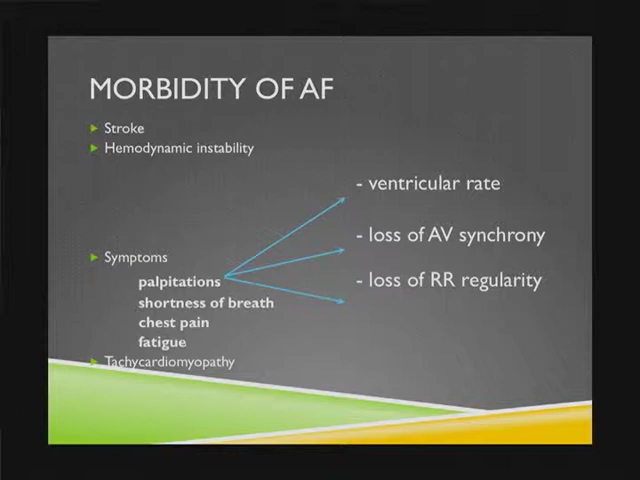 MORBIDITY OF AF
Stroke
Hemodynamic instability
- ventricular rate
- loss of AV synchrony
Symptoms
- loss of RR regularity
palpitations
shortness of breath
chest pain
fatigue
Tachycardiomyopathy